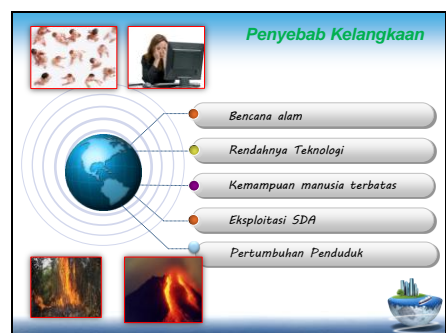 Penyebab Kelangkaan
Bencana alam
Rendahnya Teknologi
Kemampuan manusia terbatas
Eksploitasi SDA
Pertumbuhan Penduduk